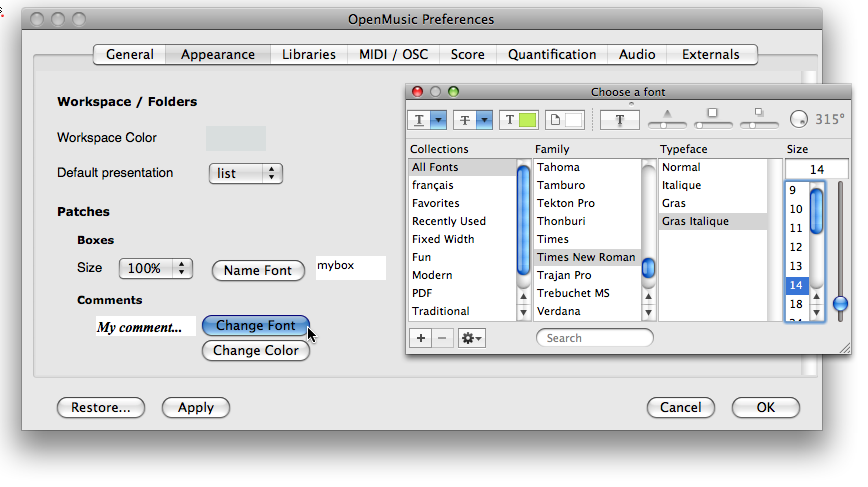 OpenMusic Preferences
General Appearance Libraries MIDI / OSC Score Quantification Audio Externals
Workspace / Folders
Workspace Color
Default presentation list
Patches
Boxes
Size 100% Name Font mybox
Comments
My comment... Change Font
Change Color
Restore... Apply Cancel OK
Choose a font
T T T T 315°
Collections Family Typeface Size
All Fonts Tahoma Normal 14
français Tamburo Italique 9
Favorites Tekton Pro Gras 10
Recently Used Thonburi Gras Italique 11
Fixed Width Times 12
Fun Times New Roman 13
Modern Trajan Pro 14
PDF Trebuchet MS 18
Traditional Verdana
Search